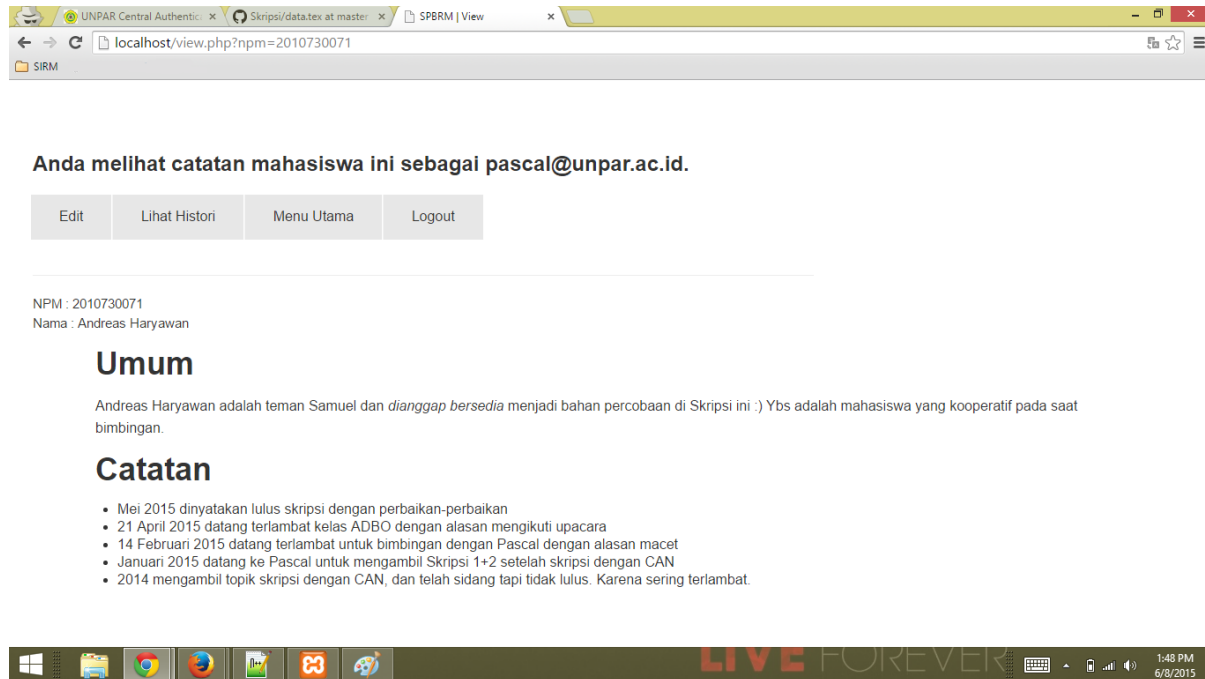 UNPAR Central Authentic
Skripsi/data.tex at master
SPBRM | View
localhost/view.php?npm=2010730071
SIRM
Anda melihat catatan mahasiswa ini sebagai pascal@unpar.ac.id.
Edit Lihat Histori Menu Utama Logout
NPM : 2010730071
Nama : Andreas Haryawan
Umum
Andreas Haryawan adalah teman Samuel dan dianggap bersedia menjadi bahan percobaan di Skripsi ini :) Ybs adalah mahasiswa yang kooperatif pada saat
bimbingan.
Catatan
• Mei 2015 dinyatakan lulus skripsi dengan perbaikan-perbaikan
• 21 April 2015 datang terlambat kelas ADBO dengan alasan mengikuti upacara
• 14 Februari 2015 datang terlambat untuk bimbingan dengan Pascal dengan alasan macet
• Januari 2015 datang ke Pascal untuk mengambil Skripsi 1+2 setelah skripsi dengan CAN
• 2014 mengambil topik skripsi dengan CAN, dan telah sidang tapi tidak lulus. Karena sering terlambat.
LIVE FOREVER
1:48 PM
6/8/2015